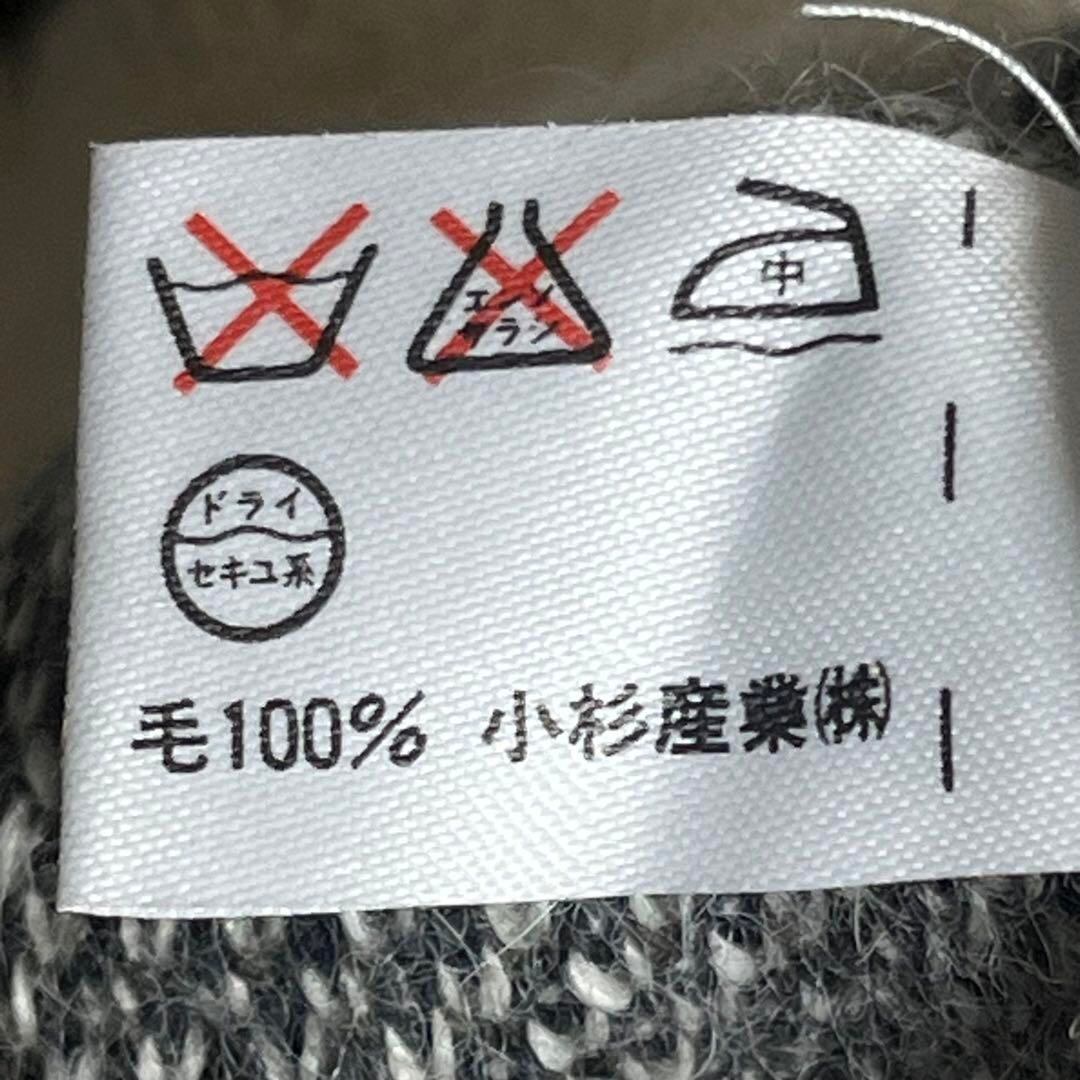 エンソ
サラシ
中
ドライ
セキユ系
毛100% 小杉産業㈱